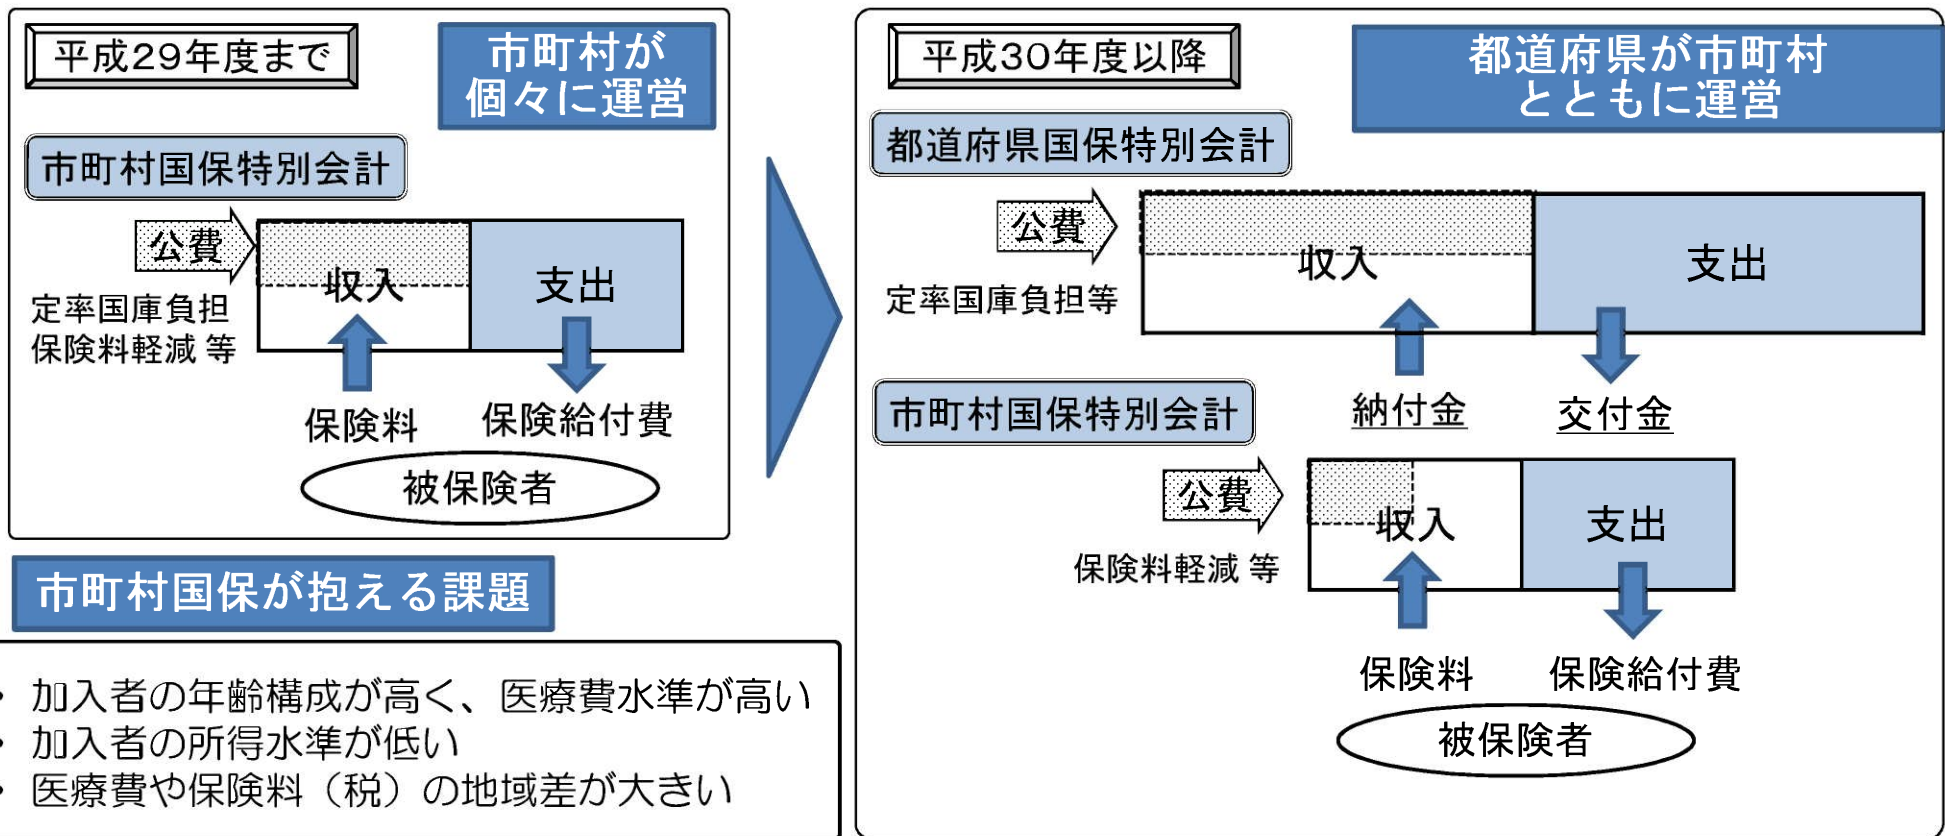 平成29年度まで
市町村が
個々に運営
市町村国保特別会計
公費
収入
支出
定率国庫負担
保険料軽減 等
保険料
保険給付費
被保険者
市町村国保が抱える課題
・ 加入者の年齢構成が高く、医療費水準が高い
・ 加入者の所得水準が低い
・ 医療費や保険料（税）の地域差が大きい
平成30年度以降
都道府県が市町村
とともに運営
都道府県国保特別会計
公費
収入
支出
定率国庫負担等
納付金
交付金
市町村国保特別会計
公費
収入
支出
保険料軽減 等
保険料
保険給付費
被保険者